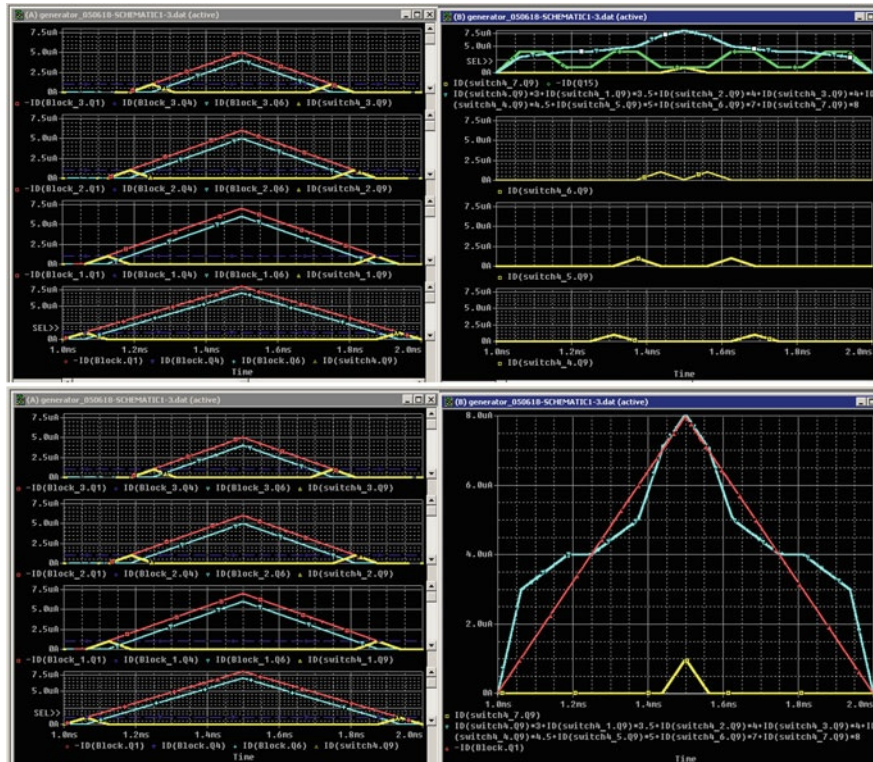 (A) generator_050618-SCHEMATIC1-3.dat (active)
7.5uA
5.0uA
2.5uA
0A
-ID(Block_3.Q1) ID(Block_3.Q4) ID(Block_3.Q6) ID(switch4_3.Q9)
7.5uA
5.0uA
2.5uA
0A
-ID(Block_2.Q1) ID(Block_2.Q4) ID(Block_2.Q6) ID(switch4_2.Q9)
7.5uA
5.0uA
2.5uA
0A
-ID(Block_1.Q1) ID(Block_1.Q4) ID(Block_1.Q6) ID(switch4_1.Q9)
7.5uA
5.0uA
SEL>>
0A
1.0ms 1.2ms 1.4ms 1.6ms 1.8ms 2.0ms
-ID(Block.Q1) ID(Block.Q4) ID(Block.Q6) ID(switch4.Q9)
Time
(B) generator_050618-SCHEMATIC1-3.dat (active)
7.5uA
5.0uA
SEL>>
0A
ID(switch4_7.Q9) -ID(Q15)
ID(switch4.Q9)*3+ID(switch4_1.Q9)*3.5+ID(switch4_2.Q9)*4+ID(switch4_3.Q9)*4+I
(switch4_4.Q9)*4.5+ID(switch4_5.Q9)*5+ID(switch4_6.Q9)*7+ID(switch4_7.Q9)*8
7.5uA
5.0uA
2.5uA
0A
ID(switch4_6.Q9)
7.5uA
5.0uA
2.5uA
0A
ID(switch4_5.Q9)
7.5uA
5.0uA
2.5uA
0A
1.0ms 1.2ms 1.4ms 1.6ms 1.8ms 2.0ms
ID(switch4_4.Q9)
Time
(A) generator_050618-SCHEMATIC1-3.dat (active)
7.5uA
5.0uA
2.5uA
0A
-ID(Block_3.Q1) ID(Block_3.Q4) ID(Block_3.Q6) ID(switch4_3.Q9)
7.5uA
5.0uA
2.5uA
0A
-ID(Block_2.Q1) ID(Block_2.Q4) ID(Block_2.Q6) ID(switch4_2.Q9)
7.5uA
5.0uA
2.5uA
0A
-ID(Block_1.Q1) ID(Block_1.Q4) ID(Block_1.Q6) ID(switch4_1.Q9)
7.5uA
5.0uA
SEL>>
0A
1.0ms 1.2ms 1.4ms 1.6ms 1.8ms 2.0ms
-ID(Block.Q1) ID(Block.Q4) ID(Block.Q6) ID(switch4.Q9)
Time
(B) generator_050618-SCHEMATIC1-3.dat (active)
8.0uA
4.0uA
0A
1.0ms 1.2ms 1.4ms 1.6ms 1.8ms 2.0ms
ID(switch4_7.Q9)
ID(switch4.Q9)*3+ID(switch4_1.Q9)*3.5+ID(switch4_2.Q9)*4+ID(switch4_3.Q9)*4+I
(switch4_4.Q9)*4.5+ID(switch4_5.Q9)*5+ID(switch4_6.Q9)*7+ID(switch4_7.Q9)*8
-ID(Block.Q1)
Time